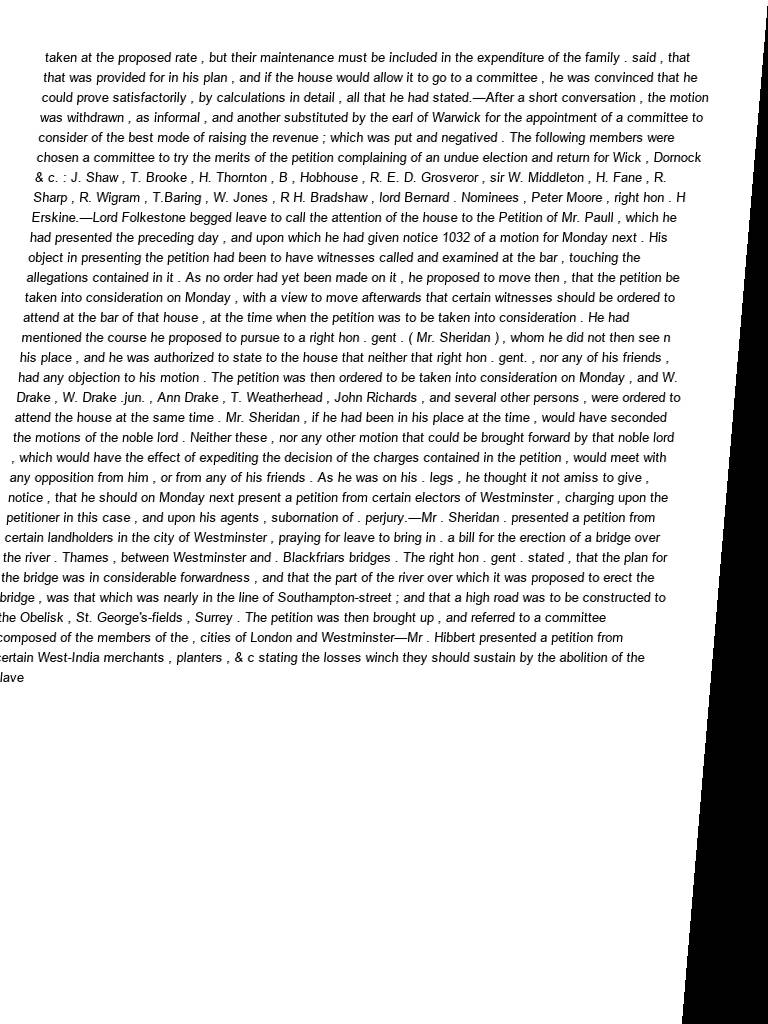 taken at the proposed rate , but their maintenance must be included in the expenditure of the family . said , that
that was provided for in his plan , and if the house would allow it to go to a committee , he was convinced that he
could prove satisfactorily , by calculations in detail , all that he had stated.—After a short conversation , the motion
was withdrawn , as informal , and another substituted by the earl of Warwick for the appointment of a committee to
consider of the best mode of raising the revenue ; which was put and negatived . The following members were
chosen a committee to try the merits of the petition complaining of an undue election and return for Wick , Dornock
& c. : J. Shaw , T. Brooke , H. Thornton , B , Hobhouse , R. E. D. Grosveror , sir W. Middleton , H. Fane , R.
Sharp , R. Wigram , T.Baring , W. Jones , R H. Bradshaw , lord Bernard . Nominees , Peter Moore , right hon . H
Erskine.—Lord Folkestone begged leave to call the attention of the house to the Petition of Mr. Paull , which he
had presented the preceding day , and upon which he had given notice 1032 of a motion for Monday next . His
object in presenting the petition had been to have witnesses called and examined at the bar , touching the
allegations contained in it . As no order had yet been made on it , he proposed to move then , that the petition be
taken into consideration on Monday , with a view to move afterwards that certain witnesses should be ordered to
attend at the bar of that house , at the time when the petition was to be taken into consideration . He had
mentioned the course he proposed to pursue to a right hon . gent . ( Mr. Sheridan ) , whom he did not then see n
his place , and he was authorized to state to the house that neither that right hon . gent. , nor any of his friends ,
had any objection to his motion . The petition was then ordered to be taken into consideration on Monday , and W.
Drake , W. Drake .jun. , Ann Drake , T. Weatherhead , John Richards , and several other persons , were ordered to
attend the house at the same time . Mr. Sheridan , if he had been in his place at the time , would have seconded
the motions of the noble lord . Neither these , nor any other motion that could be brought forward by that noble lord
, which would have the effect of expediting the decision of the charges contained in the petition , would meet with
any opposition from him , or from any of his friends . As he was on his . legs , he thought it not amiss to give ,
notice , that he should on Monday next present a petition from certain electors of Westminster , charging upon the
petitioner in this case , and upon his agents , subornation of . perjury.—Mr . Sheridan . presented a petition from
certain landholders in the city of Westminster , praying for leave to bring in . a bill for the erection of a bridge over
the river . Thames , between Westminster and . Blackfriars bridges . The right hon . gent . stated , that the plan for
the bridge was in considerable forwardness , and that the part of the river over which it was proposed to erect the
bridge , was that which was nearly in the line of Southampton-street ; and that a high road was to be constructed to
the Obelisk , St. George's-fields , Surrey . The petition was then brought up , and referred to a committee
composed of the members of the , cities of London and Westminster—Mr . Hibbert presented a petition from
certain West-India merchants , planters , & c stating the losses winch they should sustain by the abolition of the
lave